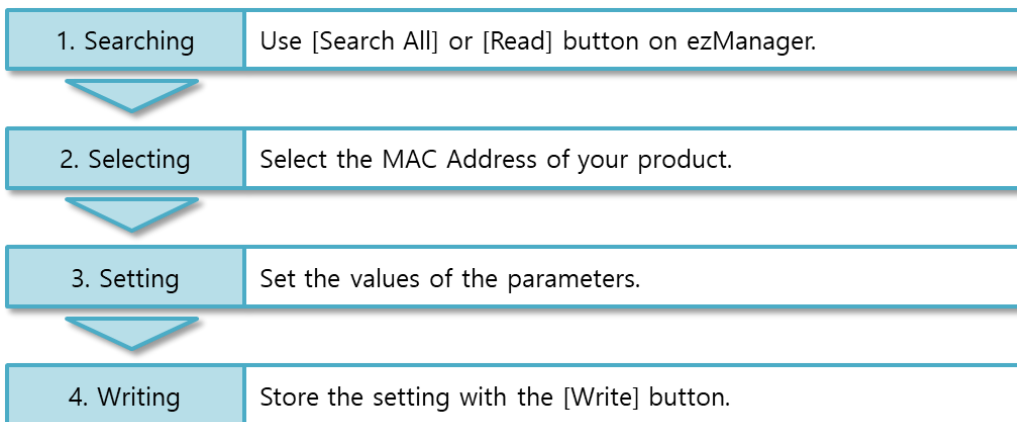 1. Searching
Use [Search All] or [Read] button on ezManager.
2. Selecting
Select the MAC Address of your product.
3. Setting
Set the values of the parameters.
4. Writing
Store the setting with the [Write] button.